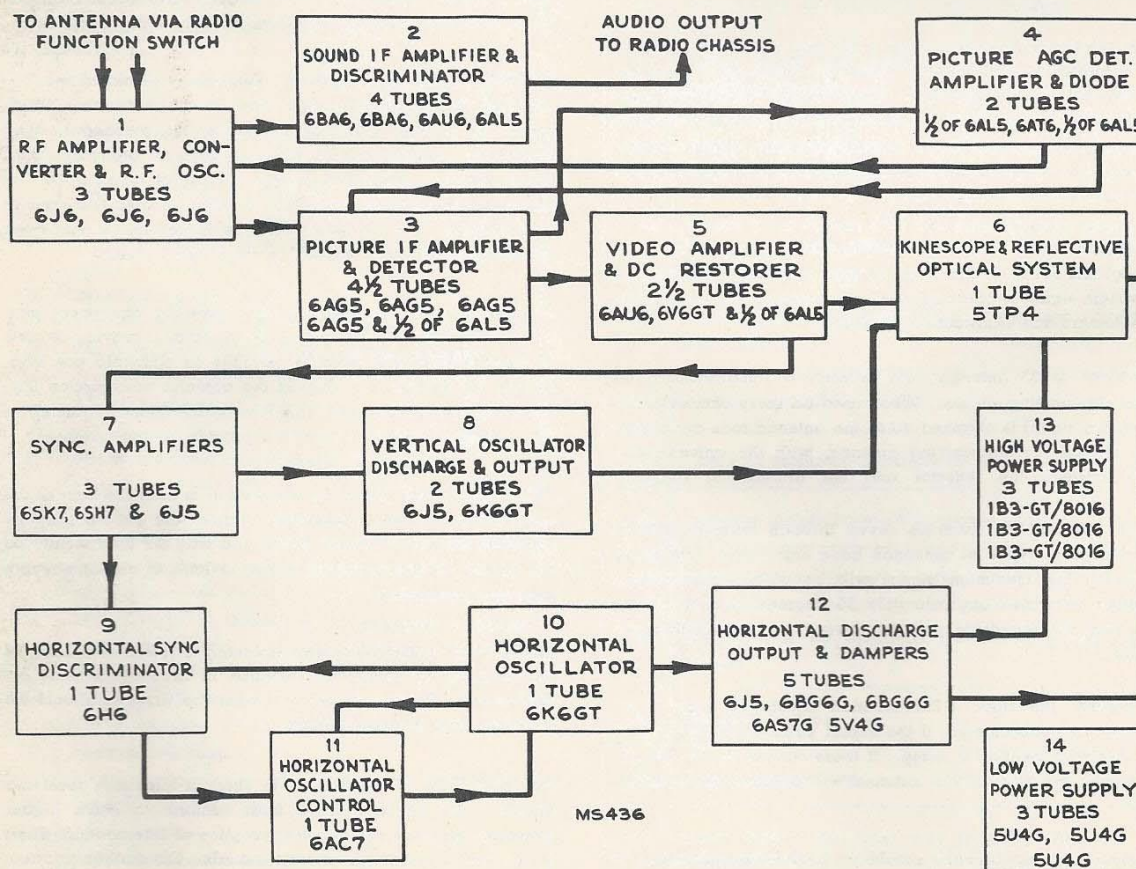 TO ANTENNA VIA RADIO
FUNCTION SWITCH
AUDIO OUTPUT
TO RADIO CHASSIS
1
RF AMPLIFIER, CON-
VERTER & R.F. OSC.
3 TUBES
6J6, 6J6, 6J6
2
SOUND IF AMPLIFIER &
DISCRIMINATOR
4 TUBES
6BA6, 6BA6, 6AU6, 6AL5
3
PICTURE IF AMPLIFIER
& DETECTOR
4½ TUBES
6AG5, 6AG5, 6AG5
6AG5 & ½ OF 6AL5
4
PICTURE AGC DET.
AMPLIFIER & DIODE
2 TUBES
½ OF 6AL5, 6AT6, ½ OF 6AL5
5
VIDEO AMPLIFIER
& DC RESTORER
2½ TUBES
6AU6, 6V6GT & ½ OF 6AL5
6
KINESCOPE & REFLECTIVE
OPTICAL SYSTEM
1 TUBE
5TP4
7
SYNC. AMPLIFIERS
3 TUBES
6SK7, 6SH7 & 6J5
8
VERTICAL OSCILLATOR
DISCHARGE & OUTPUT
2 TUBES
6J5, 6K6GT
9
HORIZONTAL SYNC
DISCRIMINATOR
1 TUBE
6H6
10
HORIZONTAL
OSCILLATOR
1 TUBE
6K6GT
11
HORIZONTAL
OSCILLATOR
CONTROL
1 TUBE
6AC7
12
HORIZONTAL DISCHARGE
OUTPUT & DAMPERS
5 TUBES
6J5, 6BG6G, 6BG6G
6AS7G 5V4G
13
HIGH VOLTAGE
POWER SUPPLY
3 TUBES
1B3-GT/8016
1B3-GT/8016
1B3-GT/8016
14
LOW VOLTAGE
POWER SUPPLY
3 TUBES
5U4G, 5U4G
5U4G
MS436